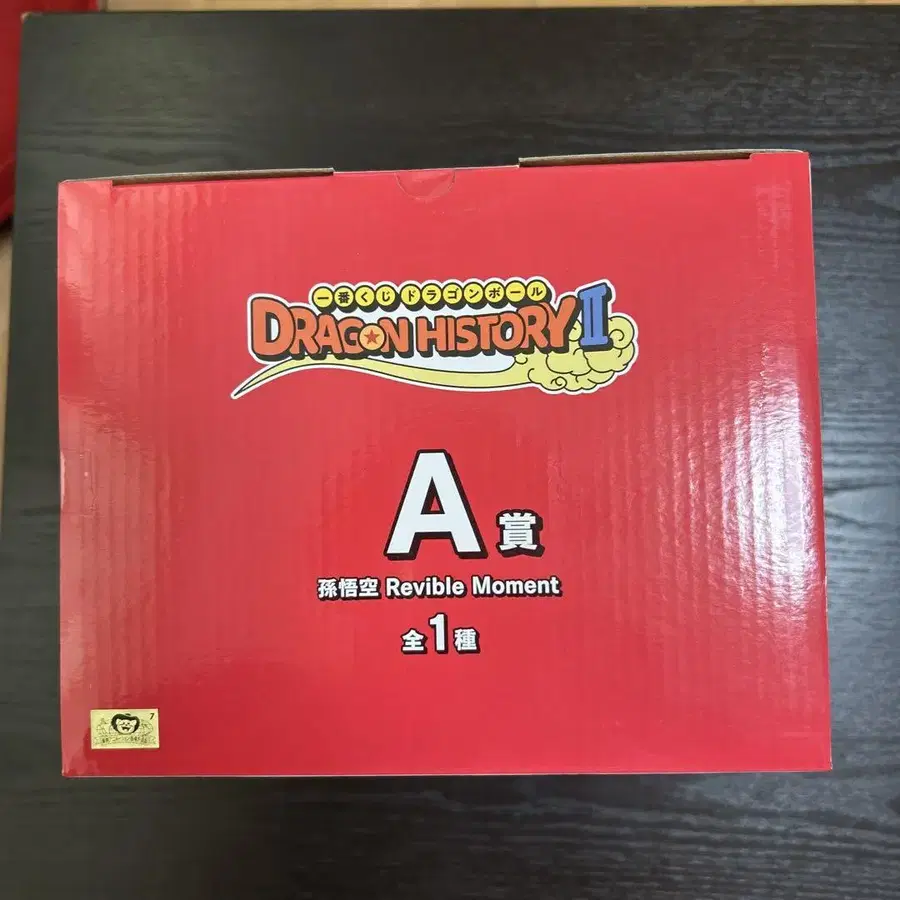 一番くじ ドラゴンボール
DRAGON HISTORY II
A賞
孫悟空 Revible Moment
全1種
7